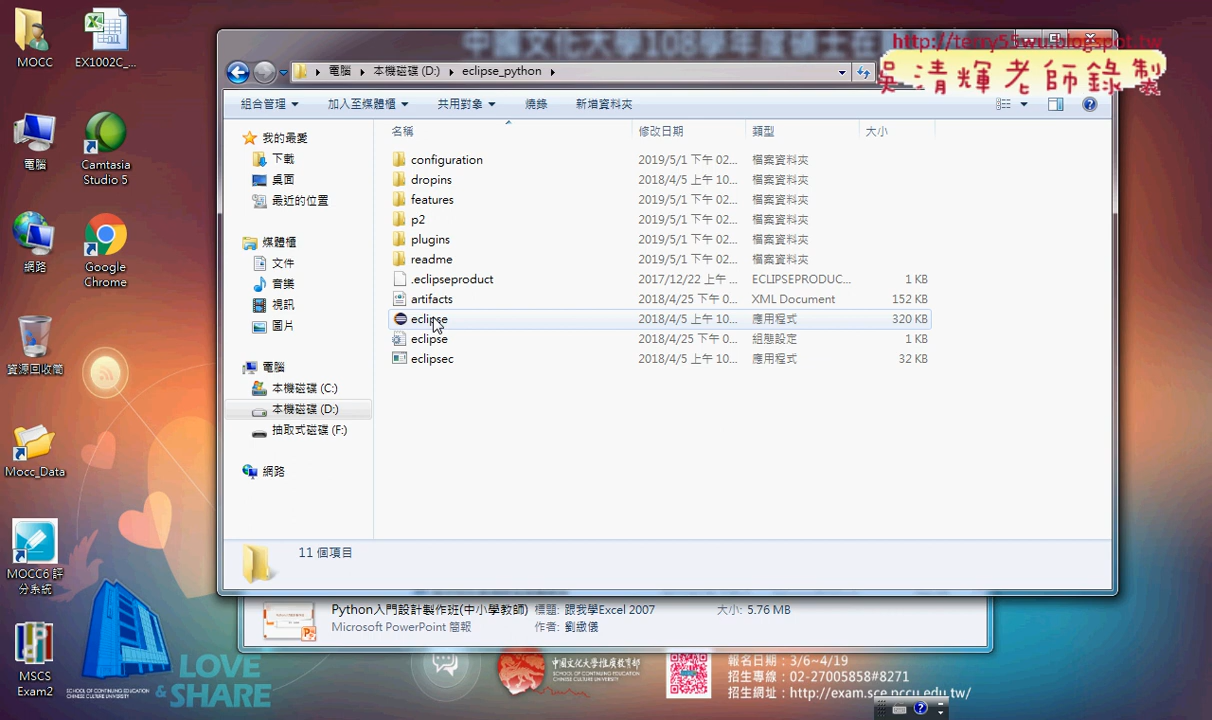 MOCC
EX1002C_...
電腦
Camtasia
Studio 5
網路
Google
Chrome
資源回收筒
Mocc_Data
MOCC6 評
分系統
MSCS
Exam2
中國文化大學108學年度碩士在
http://terry55wu.blogspot.tw
吳清輝老師錄製
電腦
本機磁碟 (D:)
eclipse_python
組合管理
加入至媒體櫃
共用對象
燒錄
新增資料夾
我的最愛
下載
桌面
最近的位置
媒體櫃
文件
音樂
視訊
圖片
電腦
本機磁碟 (C:)
本機磁碟 (D:)
抽取式磁碟 (F:)
網路
名稱 修改日期 類型 大小
configuration 2019/5/1 下午 02... 檔案資料夾
dropins 2018/4/5 上午 10... 檔案資料夾
features 2019/5/1 下午 02... 檔案資料夾
p2 2019/5/1 下午 02... 檔案資料夾
plugins 2019/5/1 下午 02... 檔案資料夾
readme 2019/5/1 下午 02... 檔案資料夾
.eclipseproduct 2017/12/22 上午 ... ECLIPSEPRODUC... 1 KB
artifacts 2018/4/25 下午 0... XML Document 152 KB
eclipse 2018/4/5 上午 10... 應用程式 320 KB
eclipse 2018/4/25 下午 0... 組態設定 1 KB
eclipsec 2018/4/5 上午 10... 應用程式 32 KB
11 個項目
Python入門設計製作班(中小學教師) 標題: 跟我學Excel 2007 大小: 5.76 MB
Microsoft PowerPoint 簡報 作者: 劉緻儀
LOVE
& SHARE
SCHOOL OF CONTINUING EDUCATION
CHINESE CULTURE UNIVERSITY
中國文化大學推廣教育部
報名日期：3/6~4/19
招生專線：02-27005858#8271
招生網址：http://exam.sce.pccu.edu.tw/